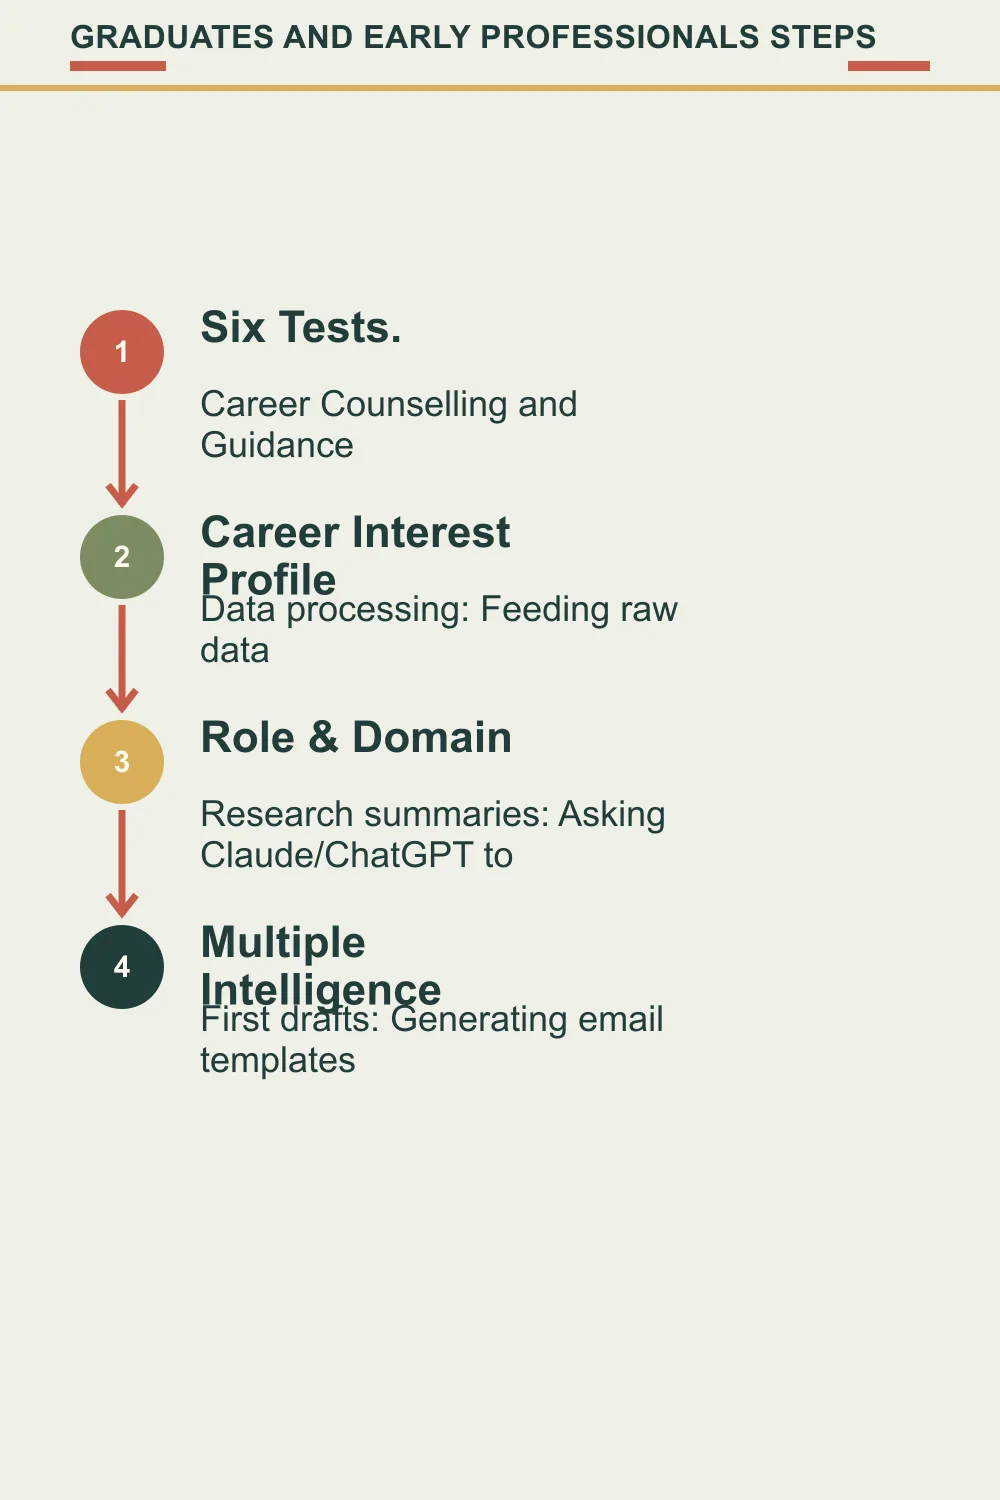 GRADUATES AND EARLY PROFESSIONALS STEPS
1
Six Tests.
Career Counselling and
Guidance
2
Career Interest
Profile
Data processing: Feeding raw
data
3
Role & Domain
Research summaries: Asking
Claude/ChatGPT to
4
Multiple
Intelligence
First drafts: Generating email
templates